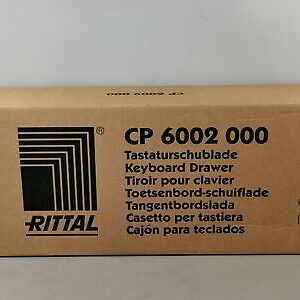 CP 6002 000
®
CP 6002 000
Tastaturschublade
Keyboard Drawer
Tiroir pour clavier
Toetsenbord-schuiflade
Tangentbordslada
Casetto per tastiera
Cajón para teclados
RITTAL